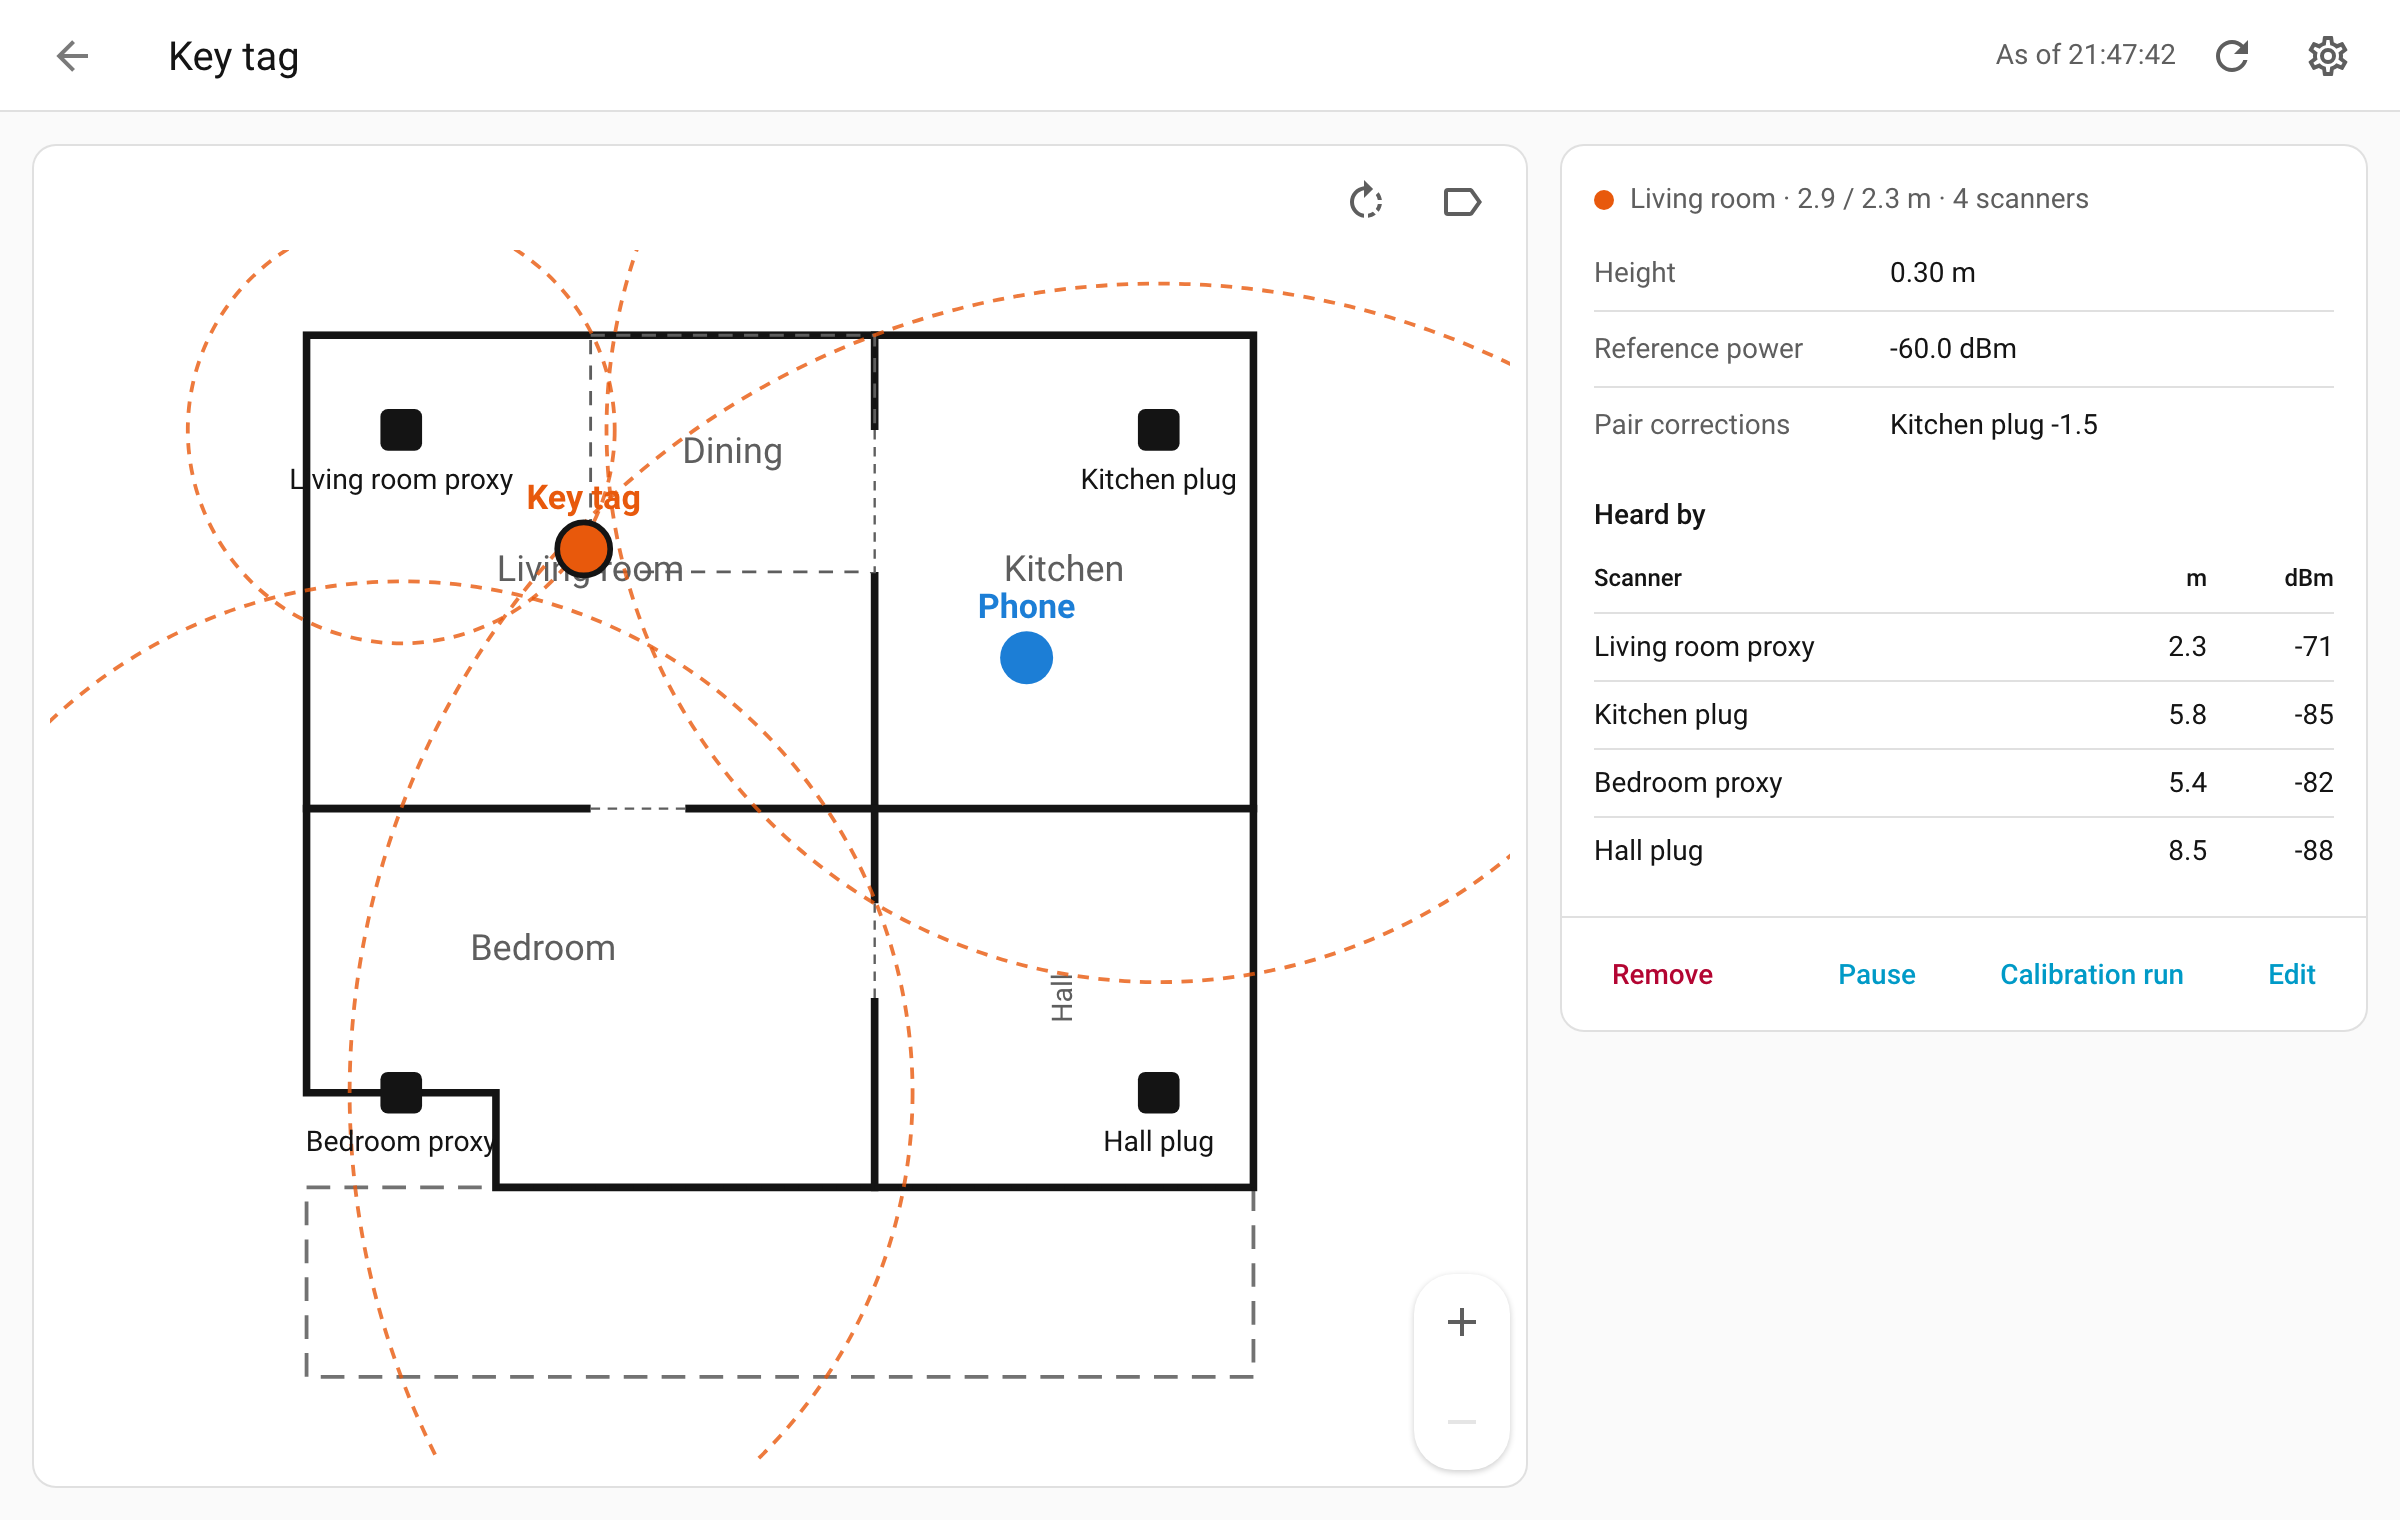 Key tag
As of 21:47:42
Dining
Living room proxy
Kitchen plug
Key tag
Living room
Kitchen
Phone
Bedroom
Hall
Bedroom proxy
Hall plug
Living room · 2.9 / 2.3 m · 4 scanners
Height 0.30 m
Reference power -60.0 dBm
Pair corrections Kitchen plug -1.5
Heard by
Scanner m dBm
Living room proxy 2.3 -71
Kitchen plug 5.8 -85
Bedroom proxy 5.4 -82
Hall plug 8.5 -88
Remove Pause Calibration run Edit